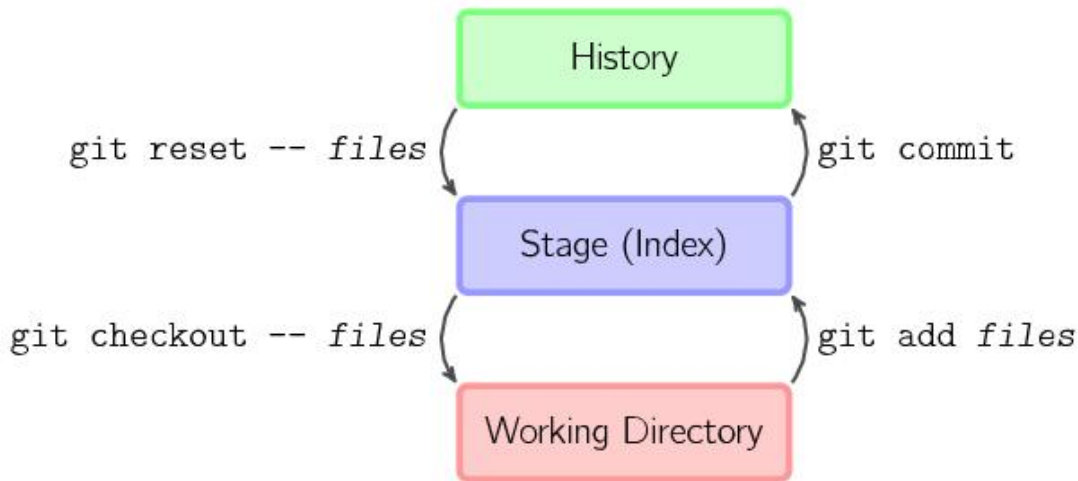 History
git reset -- files
git commit
Stage (Index)
git checkout -- files
git add files
Working Directory